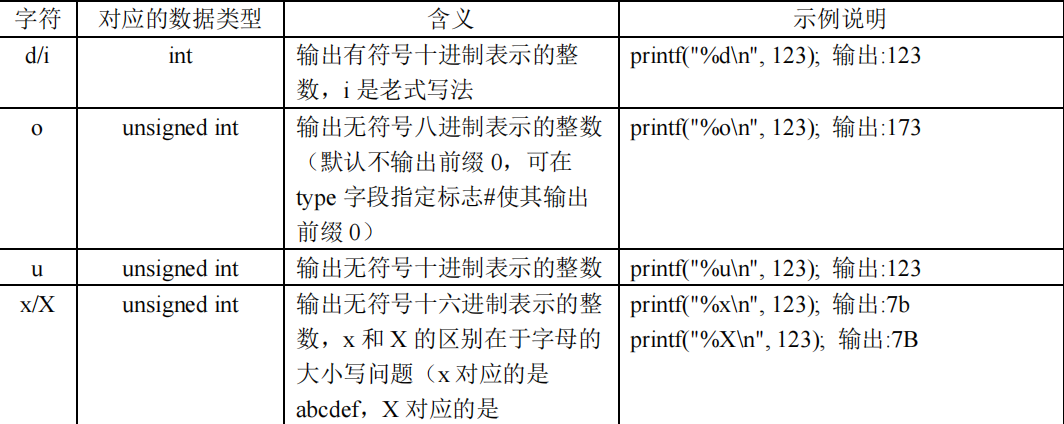 字符 对应的数据类型 含义 示例说明
d/i int 输出有符号十进制表示的整 printf("%d\n", 123); 输出:123
数，i 是老式写法
o unsigned int 输出无符号八进制表示的整数 printf("%o\n", 123); 输出:173
（默认不输出前缀 0，可在
type 字段指定标志#使其输出
前缀 0）
u unsigned int 输出无符号十进制表示的整数 printf("%u\n", 123); 输出:123
x/X unsigned int 输出无符号十六进制表示的整 printf("%x\n", 123); 输出:7b
数，x 和 X 的区别在于字母的 printf("%X\n", 123); 输出:7B
大小写问题（x 对应的是
abcdef，X 对应的是